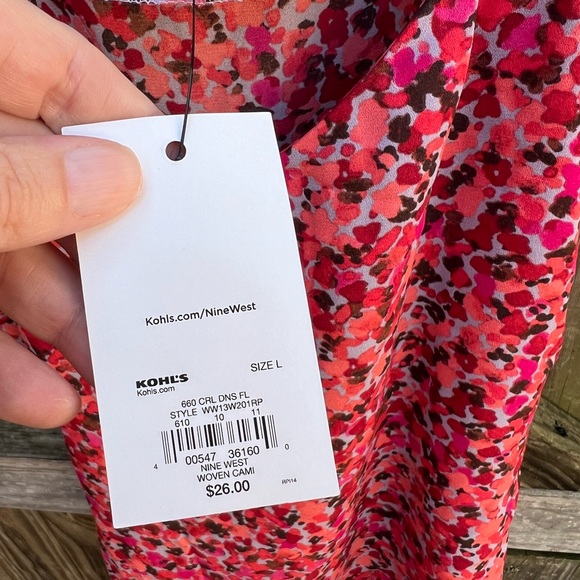 Kohls.com/NineWest
KOHL'S
Kohls.com
SIZE L
660 CRL DNS FL
STYLE WW13W201RP
610 10 11
4 00547 36160 0
NINE WEST
WOVEN CAMI
$26.00
RPI14